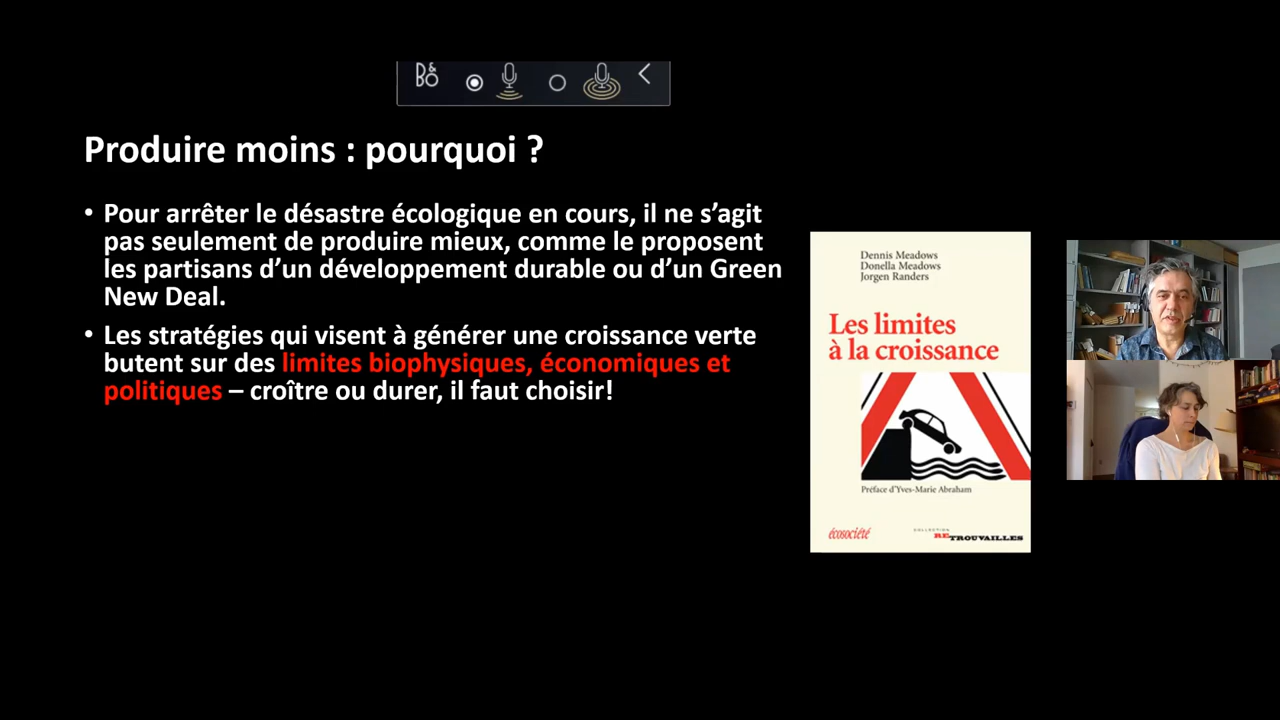 B&O
Produire moins : pourquoi ?
• Pour arrêter le désastre écologique en cours, il ne s’agit
pas seulement de produire mieux, comme le proposent
les partisans d’un développement durable ou d’un Green
New Deal.
• Les stratégies qui visent à générer une croissance verte
butent sur des limites biophysiques, économiques et
politiques – croître ou durer, il faut choisir!
Dennis Meadows
Donella Meadows
Jorgen Randers
Les limites
à la croissance
Préface d’Yves-Marie Abraham
écosociété
COLLECTION
RETROUVAILLES